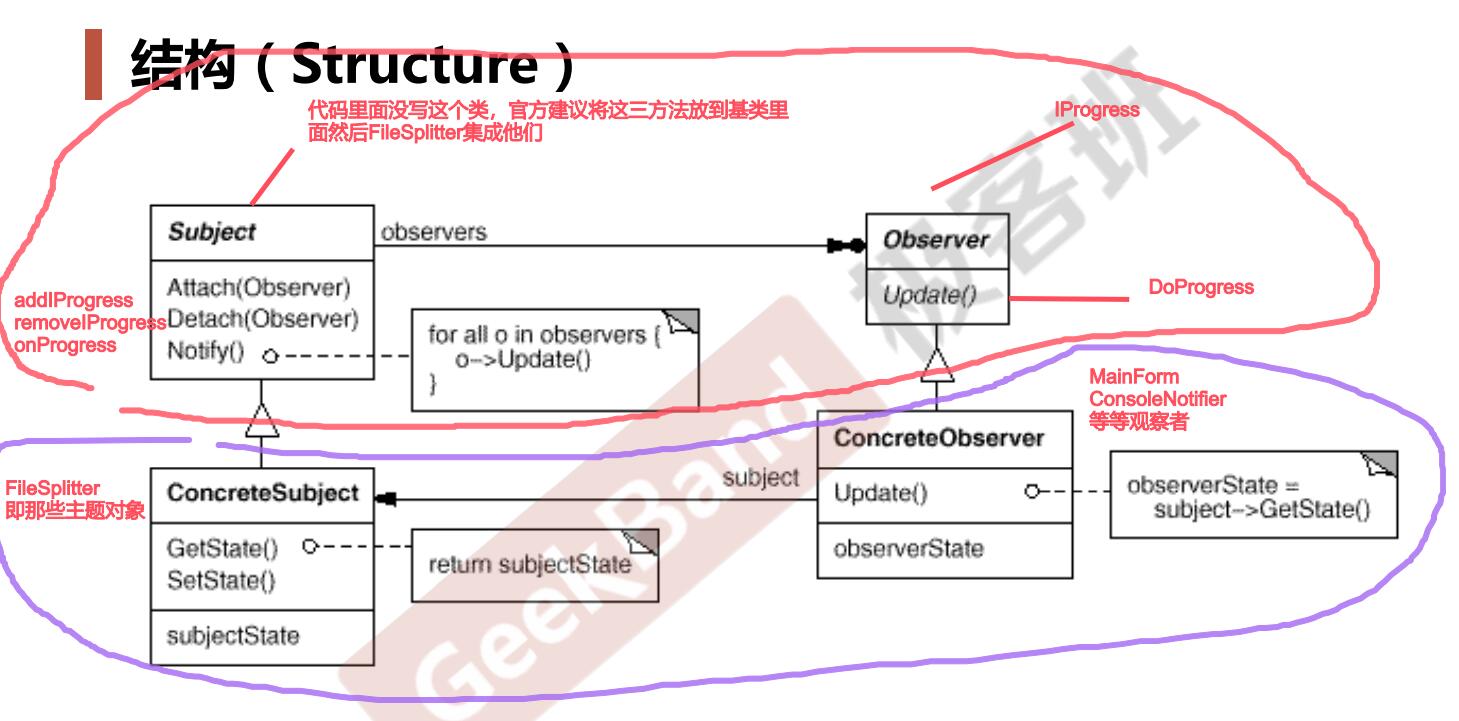 结构（Structure）
代码里面没写这个类，官方建议将这三方法放到基类里
面然后FileSplitter集成他们
IProgress
Subject
observers
Observer
Attach(Observer)
Detach(Observer)
Notify()
addIProgress
removeIProgress
onProgress
for all o in observers {
o->Update()
}
Update()
DoProgress
MainForm
ConsoleNotifier
等等观察者
ConcreteObserver
FileSplitter
即那些主题对象
ConcreteSubject
subject
Update()
observerState =
subject->GetState()
GetState()
SetState()
return subjectState
observerState
subjectState
极客班
GeekBand